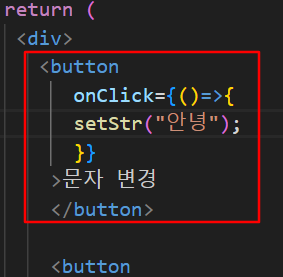 return (
<div>
<button
onClick={()=>{
setStr("안녕");
}}
>문자 변경
</button>
<button